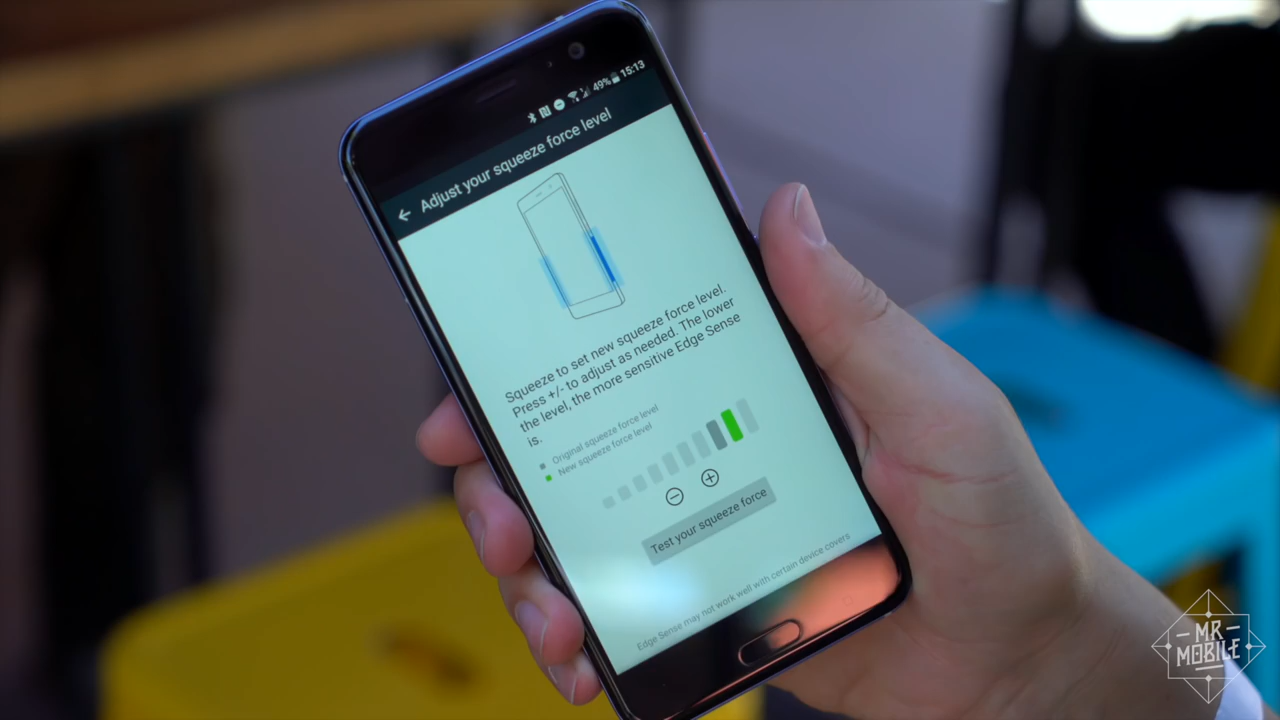 49% 15:13
Adjust your squeeze force level
Squeeze to set new squeeze force level.
Press +/- to adjust as needed. The lower
the level, the more sensitive Edge Sense
is.
Original squeeze force level
New squeeze force level
Test your squeeze force
Edge Sense may not work well with certain device covers
MR
MOBILE